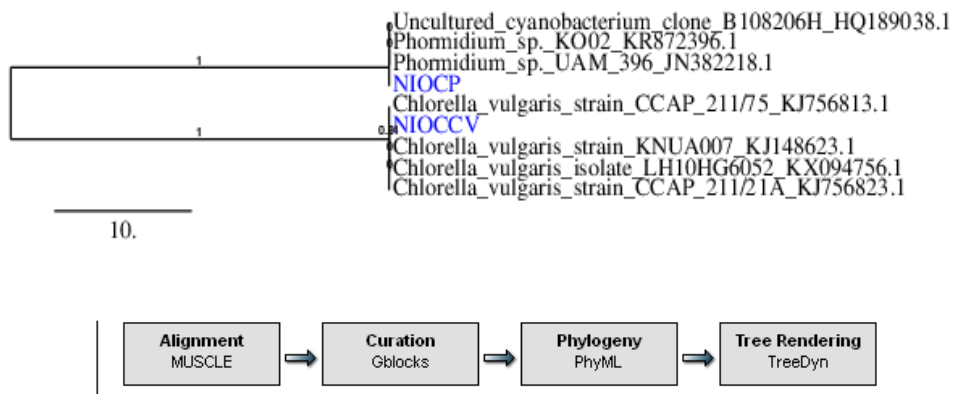 Uncultured_cyanobacterium_clone_B108206H_HQ189038.1
Phormidium_sp._KO02_KR872396.1
1
Phormidium_sp._UAM_396_JN382218.1
NIOCP
Chlorella_vulgaris_strain_CCAP_211/75_KJ756813.1
NIOCCV
1
Chlorella_vulgaris_strain_KNUA007_KJ148623.1
Chlorella_vulgaris_isolate_LH10HG6052_KX094756.1
Chlorella_vulgaris_strain_CCAP_211/21A_KJ756823.1
10.
Alignment Curation Phylogeny Tree Rendering
MUSCLE Gblocks PhyML TreeDyn